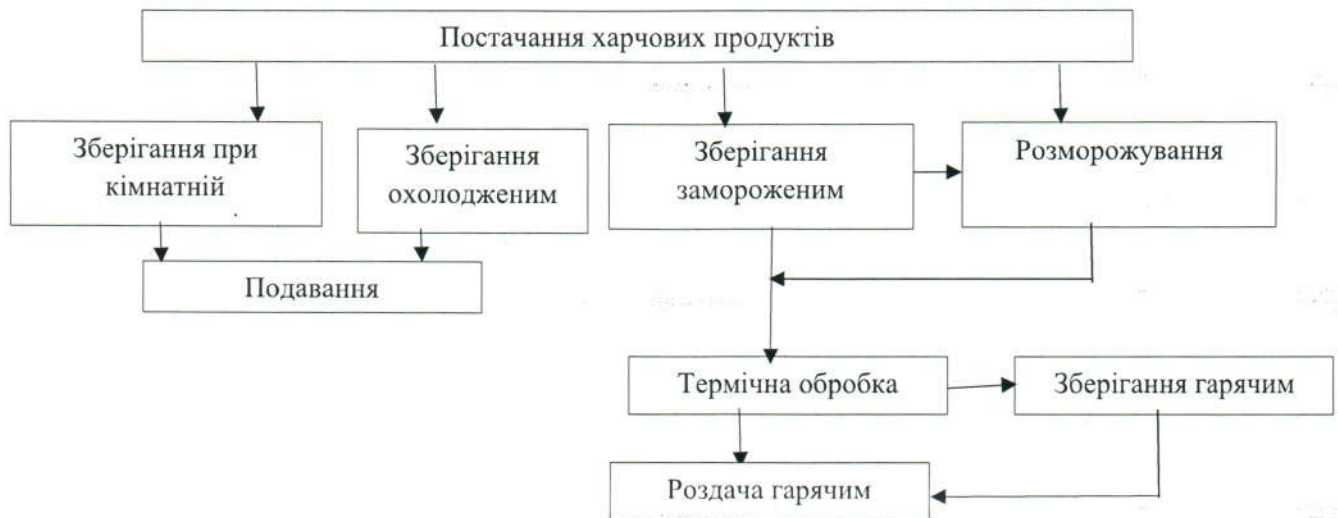 Постачання харчових продуктів
Зберігання при
кімнатній
Зберігання
охолодженим
Зберігання
замороженим
Розморожування
Подавання
Термічна обробка
Зберігання гарячим
Роздача гарячим